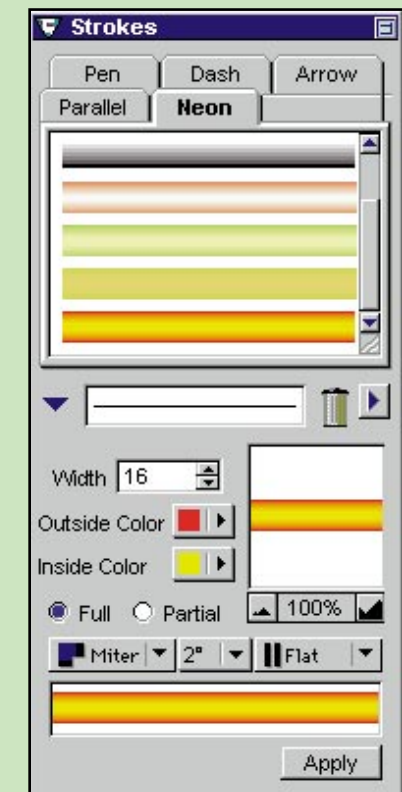 Strokes
Pen Dash Arrow
Parallel Neon
Width 16
Outside Color
Inside Color
Full Partial 100%
Miter 2° Flat
Apply